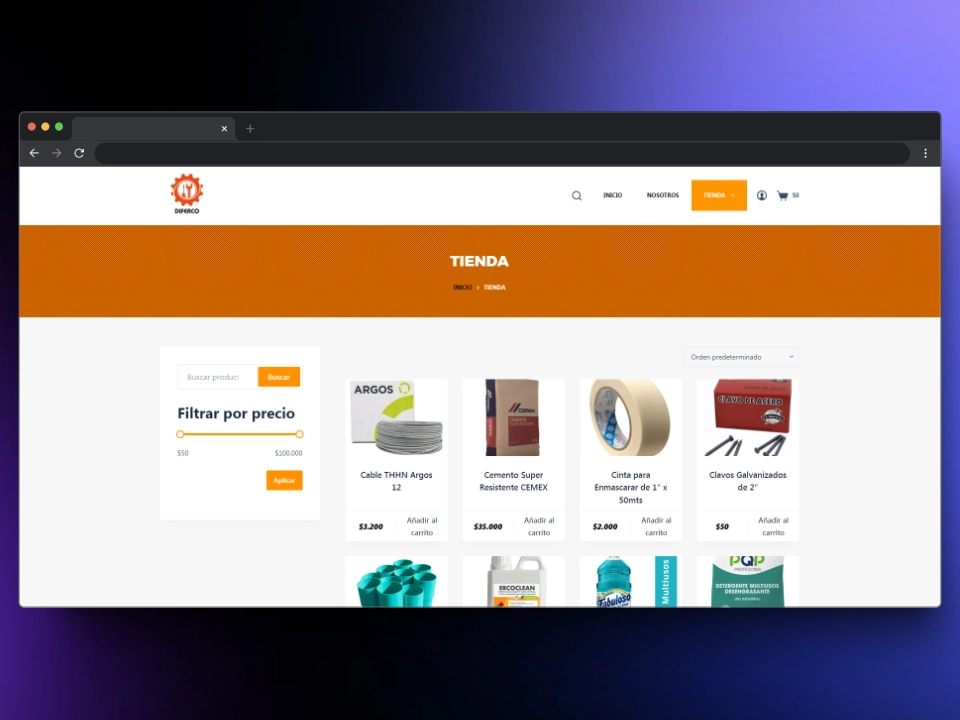 DIFERCO
INICIO
NOSOTROS
TIENDA
$0
TIENDA
INICIO > TIENDA
Buscar product
Buscar
Filtrar por precio
$50
$100.000
Aplicar
Orden predeterminado
ARGOS
Cable THHN Argos
12
$3.200
Añadir al
carrito
CEMEX
Cemento Super
Resistente CEMEX
$35.000
Añadir al
carrito
Cinta para
Enmascarar de 1" x
50mts
$2.000
Añadir al
carrito
CLAVO DE ACERO
Clavos Galvanizados
de 2"
$50
Añadir al
carrito
ERCOCLEAN
Fabuloso
Multiusos
PQP
PROFESIONAL
DETERGENTE MULTIUSOS
DESENGRASANTE